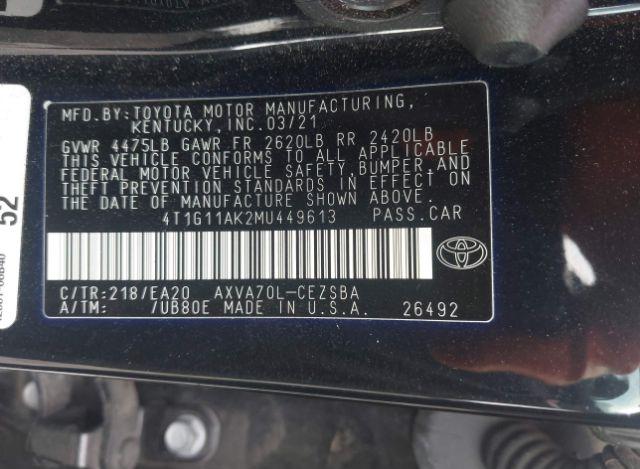 MFD.BY:TOYOTA MOTOR MANUFACTURING,
KENTUCKY,INC.03/21
GVWR 4475LB GAWR FR 2620LB RR 2420LB
THIS VEHICLE CONFORMS TO ALL APPLICABLE
FEDERAL MOTOR VEHICLE SAFETY,BUMPER,AND
THEFT PREVENTION STANDARDS IN EFFECT ON
THE DATE OF MANUFACTURE SHOWN ABOVE.
4T1G11AK2MU449613 PASS.CAR
C/TR:218/EA20 AXVA70L-CEZSBA
A/TM: -/UB80E MADE IN U.S.A. 26492
52